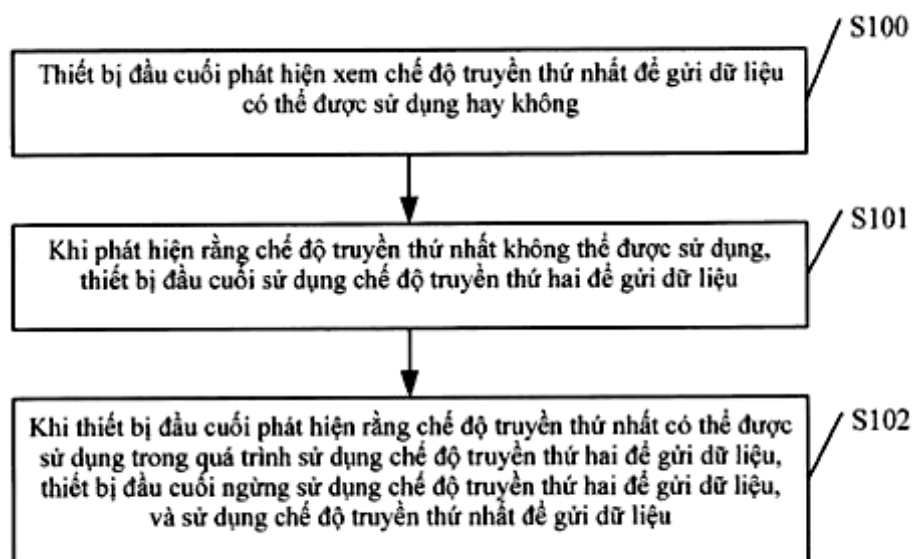 S100
Thiết bị đầu cuối phát hiện xem chế độ truyền thứ nhất để gửi dữ liệu
có thể được sử dụng hay không
S101
Khi phát hiện rằng chế độ truyền thứ nhất không thể được sử dụng,
thiết bị đầu cuối sử dụng chế độ truyền thứ hai để gửi dữ liệu
S102
Khi thiết bị đầu cuối phát hiện rằng chế độ truyền thứ nhất có thể được
sử dụng trong quá trình sử dụng chế độ truyền thứ hai để gửi dữ liệu,
thiết bị đầu cuối ngừng sử dụng chế độ truyền thứ hai để gửi dữ liệu,
và sử dụng chế độ truyền thứ nhất để gửi dữ liệu